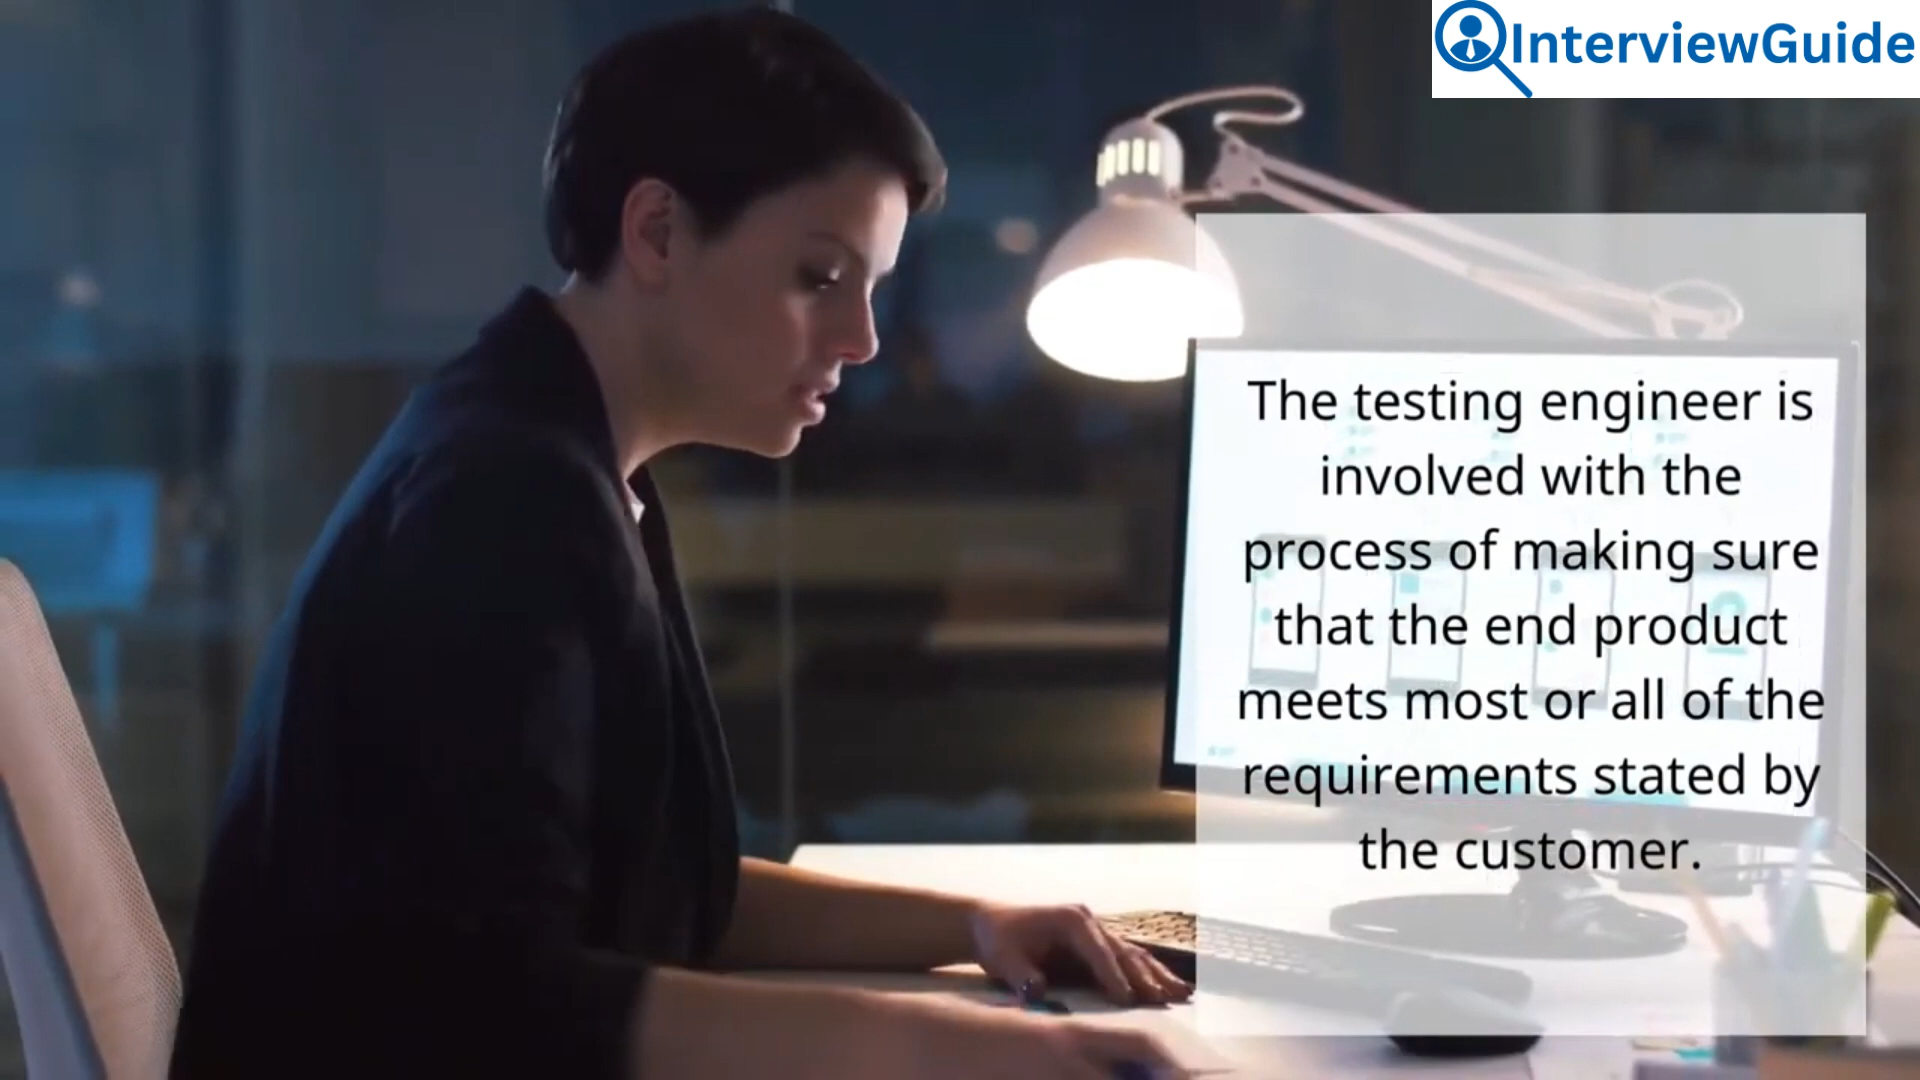 InterviewGuide
The testing engineer is
involved with the
process of making sure
that the end product
meets most or all of the
requirements stated by
the customer.